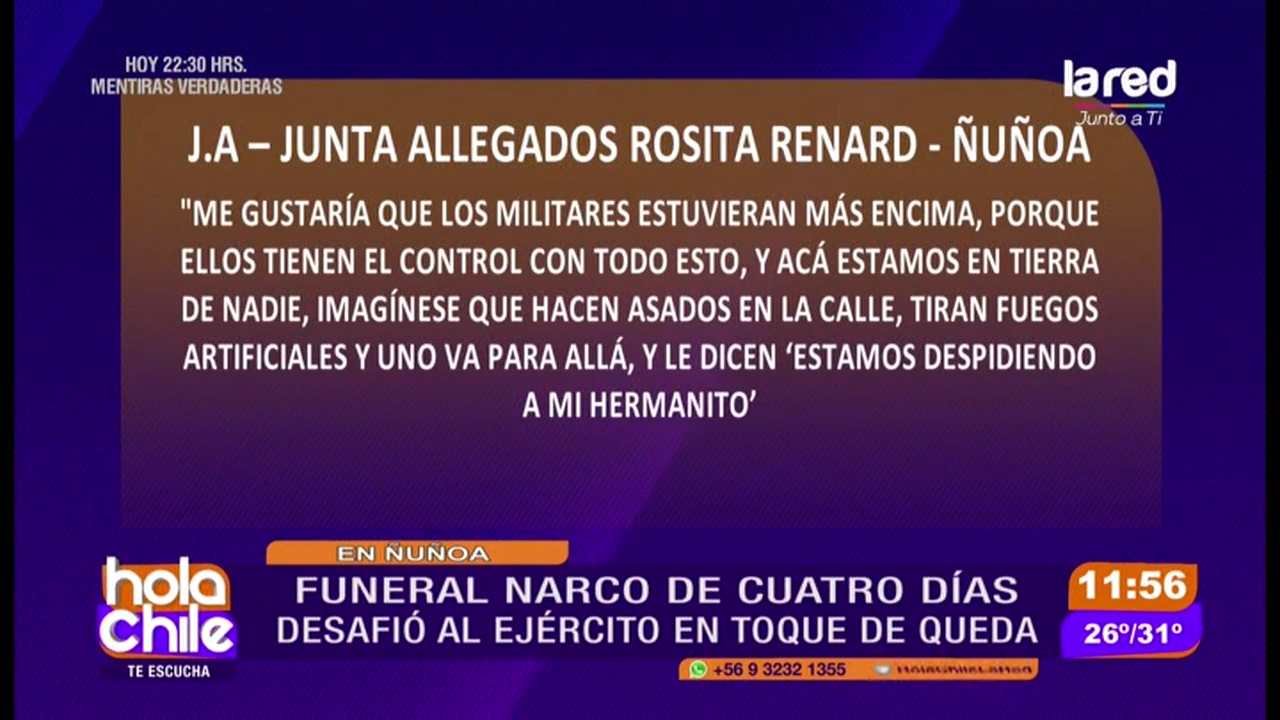 HOY 22:30 HRS.
MENTIRAS VERDADERAS
la red
Junto a Ti
J.A – JUNTA ALLEGADOS ROSITA RENARD - ÑUÑOA
"ME GUSTARÍA QUE LOS MILITARES ESTUVIERAN MÁS ENCIMA, PORQUE
ELLOS TIENEN EL CONTROL CON TODO ESTO, Y ACÁ ESTAMOS EN TIERRA
DE NADIE, IMAGÍNESE QUE HACEN ASADOS EN LA CALLE, TIRAN FUEGOS
ARTIFICIALES Y UNO VA PARA ALLÁ, Y LE DICEN ‘ESTAMOS DESPIDIENDO
A MI HERMANITO’
EN ÑUÑOA
FUNERAL NARCO DE CUATRO DÍAS
DESAFIÓ AL EJÉRCITO EN TOQUE DE QUEDA
hola
chile
TE ESCUCHA
11:56
26º/31º
+56 9 3232 1355